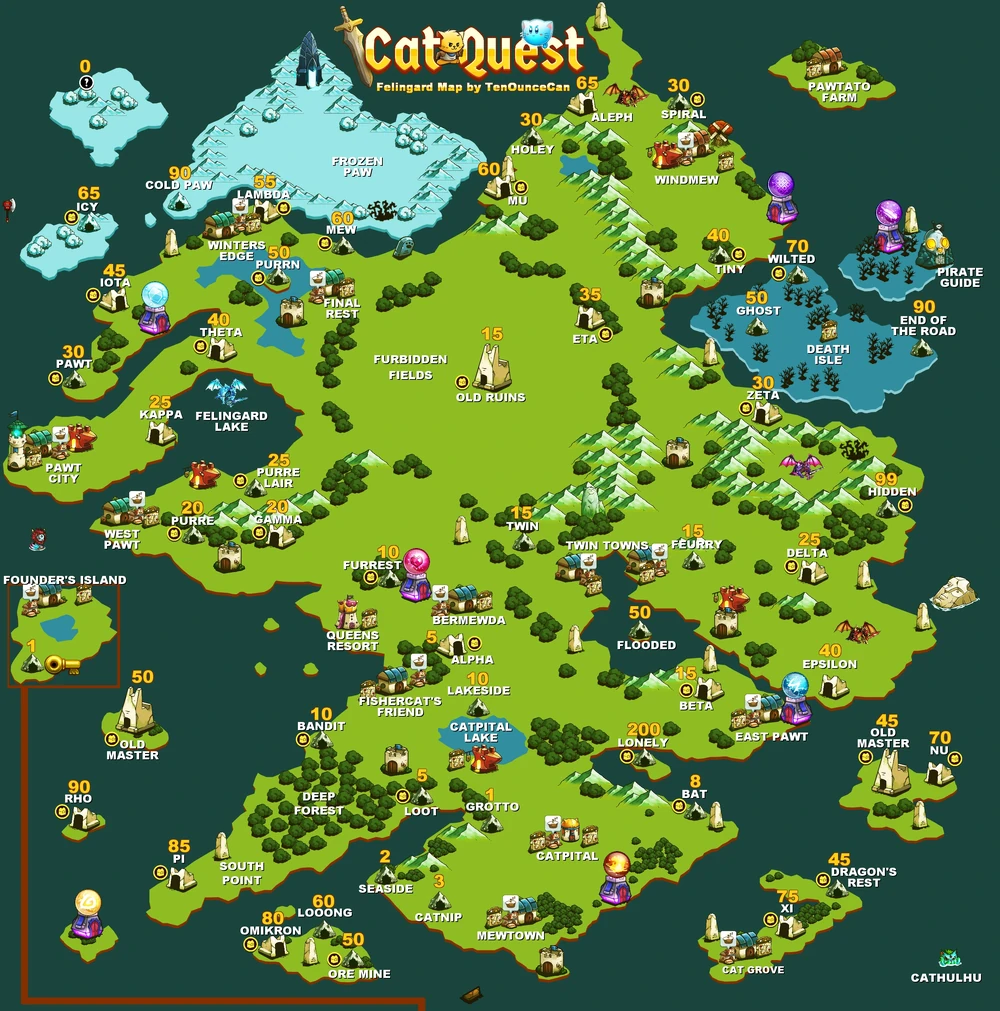 Cat Quest
Felingard Map by TenOunceCan
0
?
65
ALEPH
30
SPIRAL
PAWTATO
FARM
30
HOLEY
WINDMEW
60
MU
FROZEN
PAW
90
COLD PAW
55
LAMBDA
65
ICY
WINTERS
EDGE
60
MEW
50
PURRN
45
IOTA
FINAL
REST
40
THETA
30
PAWT
40
TINY
70
WILTED
PIRATE
GUIDE
50
GHOST
90
END OF
THE ROAD
DEATH
ISLE
35
ETA
15
OLD RUINS
FURBIDDEN
FIELDS
30
ZETA
25
KAPPA
FELINGARD
LAKE
PAWT
CITY
25
PURRE
LAIR
20
PURRE
20
GAMMA
WEST
PAWT
99
HIDDEN
15
TWIN
TWIN TOWNS
15
FEURRY
25
DELTA
10
FURREST
BERMEWDA
QUEENS
RESORT
5
ALPHA
50
FLOODED
40
EPSILON
FOUNDER'S ISLAND
1
10
LAKESIDE
FISHERCAT'S
FRIEND
15
BETA
EAST PAWT
50
OLD
MASTER
10
BANDIT
CATPITAL
LAKE
200
LONELY
45
OLD
MASTER
70
NU
90
RHO
DEEP
FOREST
5
LOOT
1
GROTTO
8
BAT
CATPITAL
85
PI
SOUTH
POINT
2
SEASIDE
3
CATNIP
MEWTOWN
45
DRAGON'S
REST
75
XI
CAT GROVE
60
LOOONG
80
OMIKRON
50
ORE MINE
CATHULHU